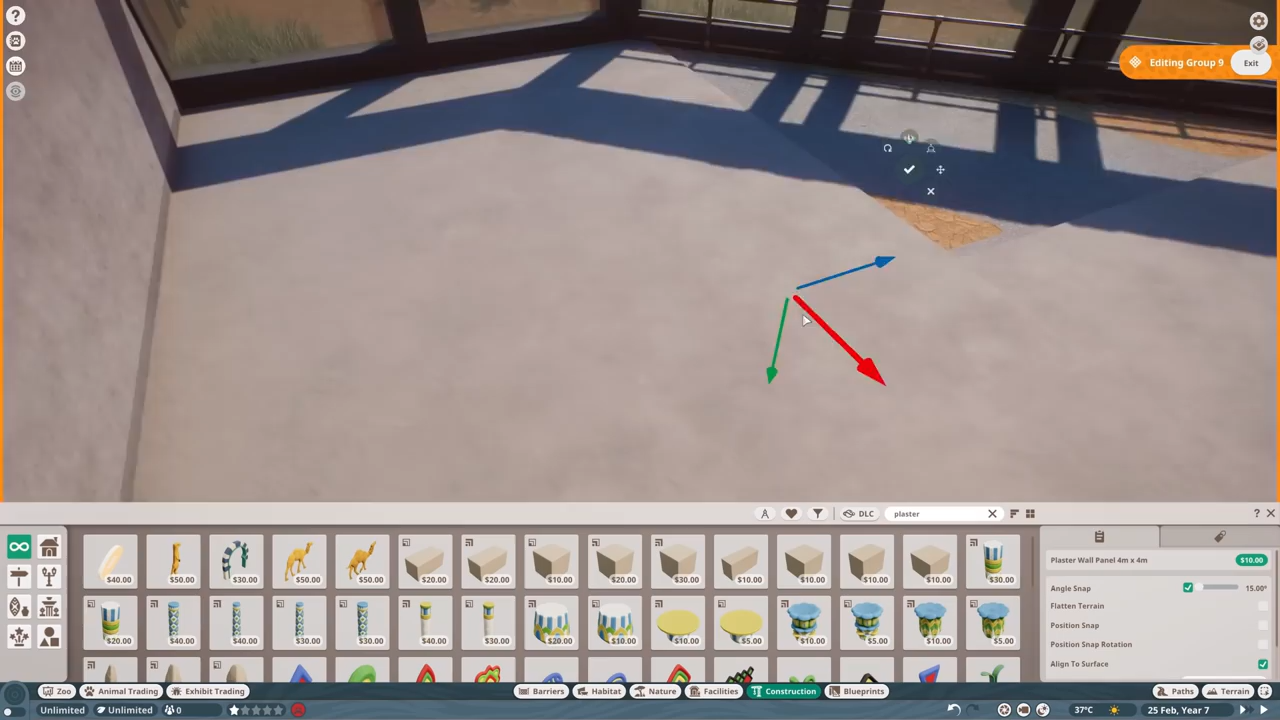 Editing Group 9 Exit
DLC plaster
$40.00 $50.00 $30.00 $50.00 $50.00 $20.00 $20.00 $10.00 $20.00 $30.00 $10.00 $10.00 $10.00 $10.00 $30.00
$20.00 $40.00 $40.00 $30.00 $30.00 $40.00 $30.00 $20.00 $10.00 $10.00 $5.00 $10.00 $5.00 $10.00 $5.00
Plaster Wall Panel 4m x 4m $10.00
Angle Snap 15.00°
Flatten Terrain
Position Snap
Position Snap Rotation
Align To Surface
Zoo Animal Trading Exhibit Trading Barriers Habitat Nature Facilities Construction Blueprints Paths Terrain
Unlimited Unlimited 0 37°C 25 Feb, Year 7